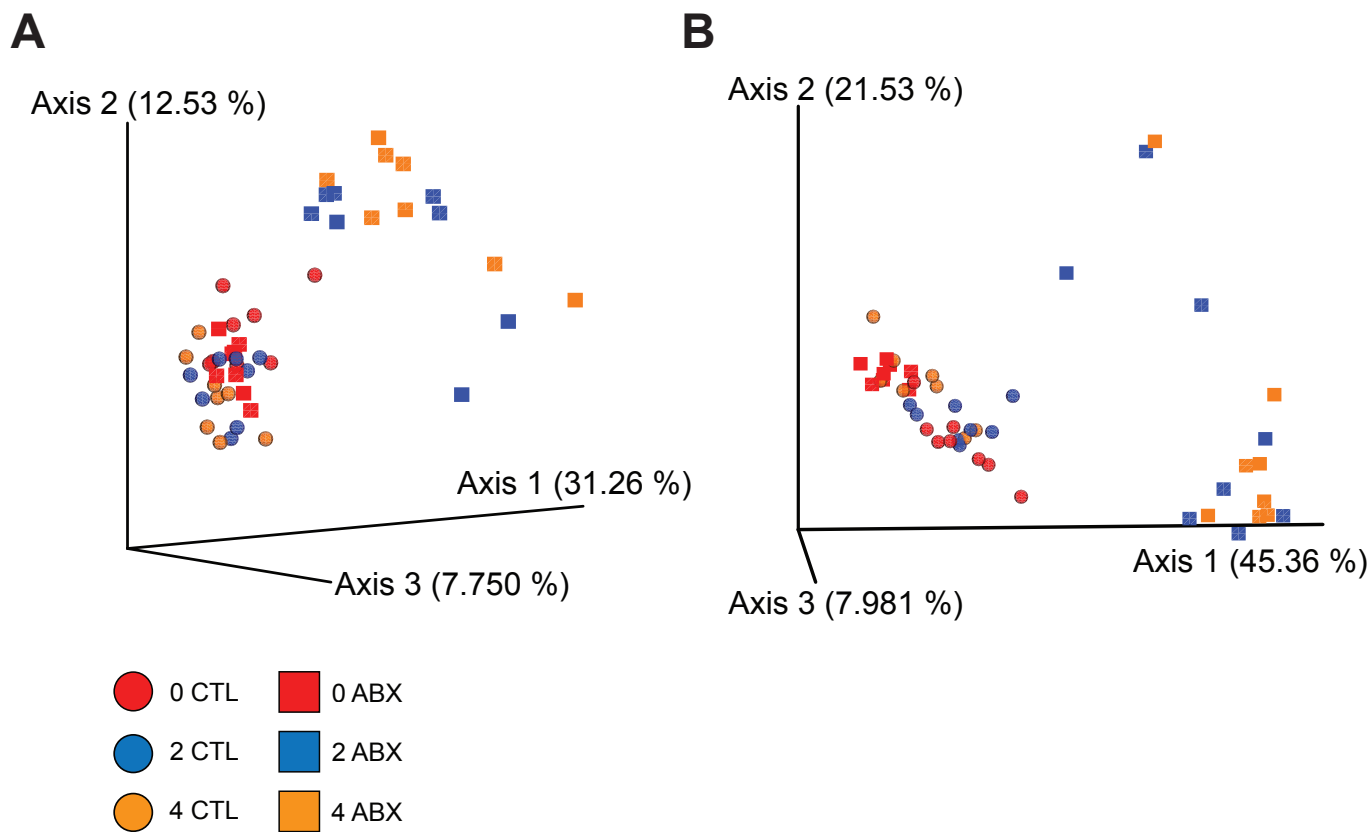 A
B
Axis 2 (12.53 %)
Axis 2 (21.53 %)
Axis 1 (31.26 %)
Axis 3 (7.750 %)
Axis 1 (45.36 %)
Axis 3 (7.981 %)
0 CTL
0 ABX
2 CTL
2 ABX
4 CTL
4 ABX